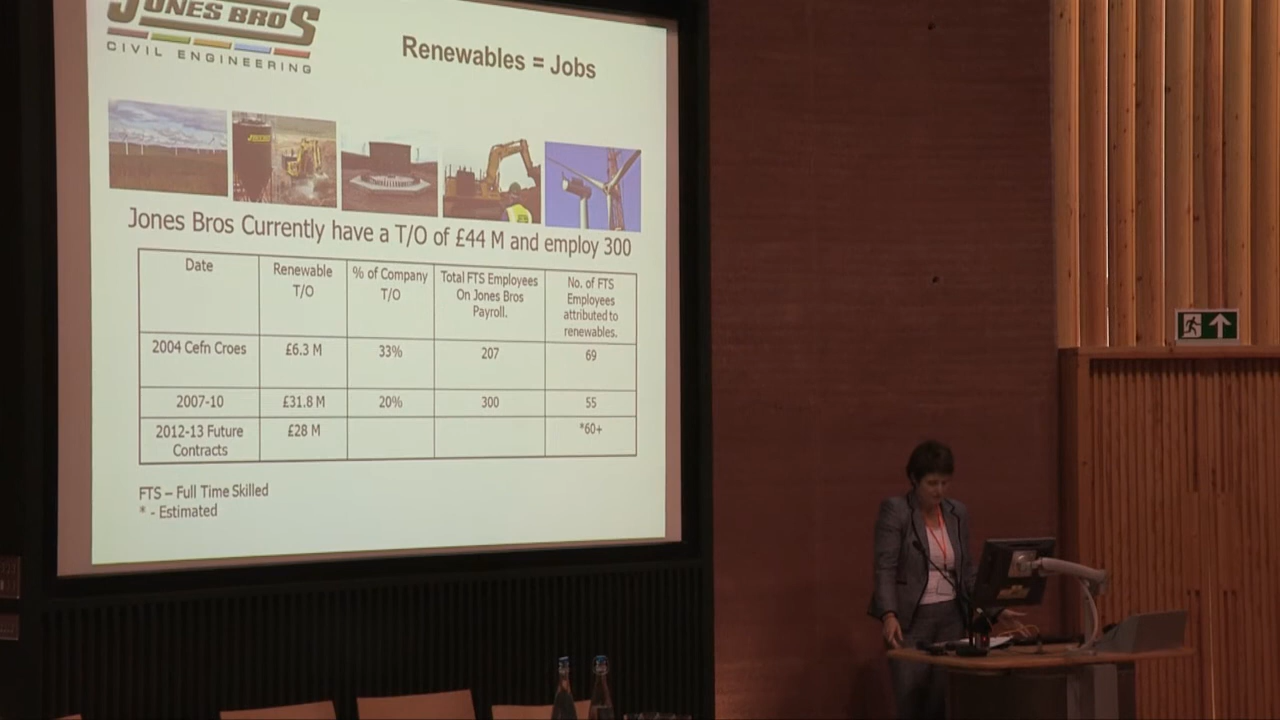 JONES BROS
CIVIL ENGINEERING
Renewables = Jobs
Jones Bros Currently have a T/O of £44 M and employ 300
Date
Renewable
T/O
% of Company
T/O
Total FTS Employees
On Jones Bros
Payroll.
No. of FTS
Employees
attributed to
renewables.
2004 Cefn Croes
£6.3 M
33%
207
69
2007-10
£31.8 M
20%
300
55
2012-13 Future
Contracts
£28 M
*60+
FTS – Full Time Skilled
* - Estimated